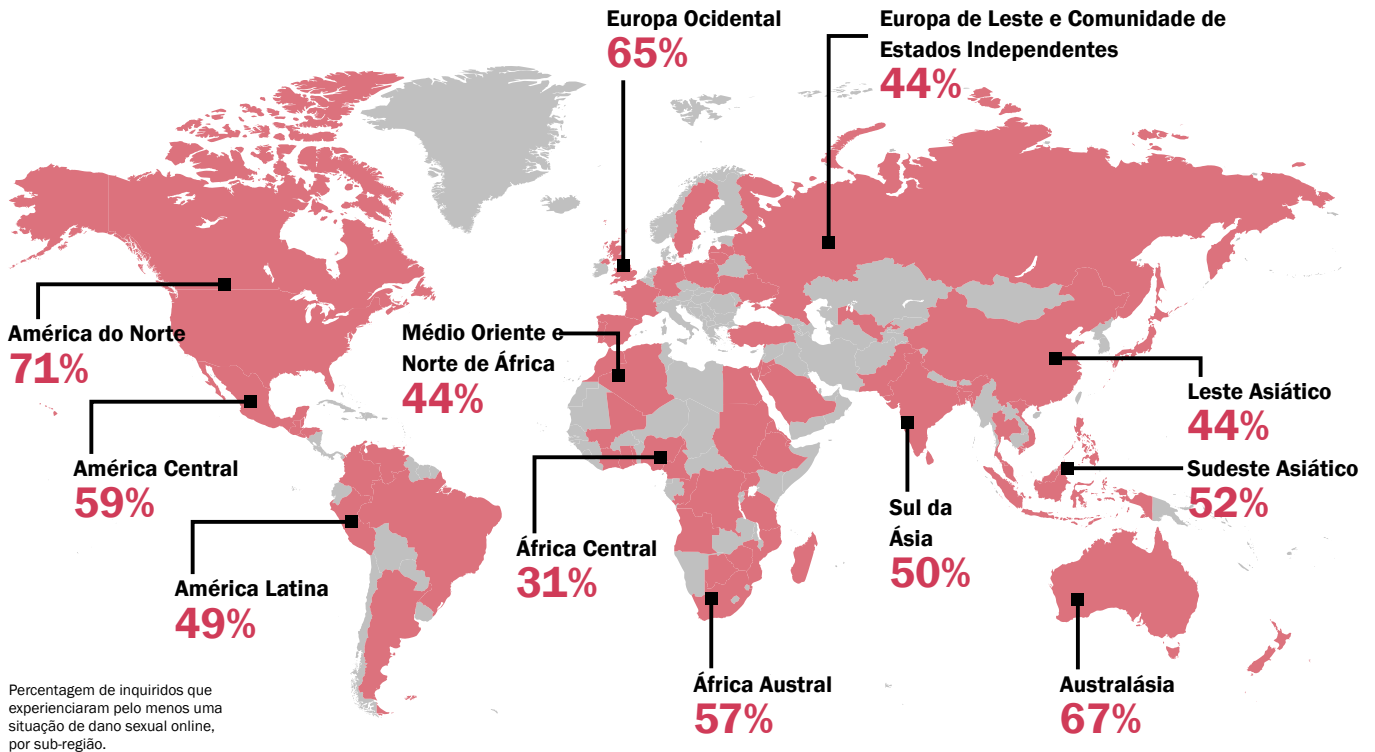 Europa Ocidental
65%
Europa de Leste e Comunidade de
Estados Independentes
44%
América do Norte
71%
Médio Oriente e
Norte de África
44%
Leste Asiático
44%
América Central
59%
Sudeste Asiático
52%
Sul da
Ásia
50%
África Central
31%
América Latina
49%
África Austral
57%
Australásia
67%
Percentagem de inquiridos que
experienciaram pelo menos uma
situação de dano sexual online,
por sub-região.